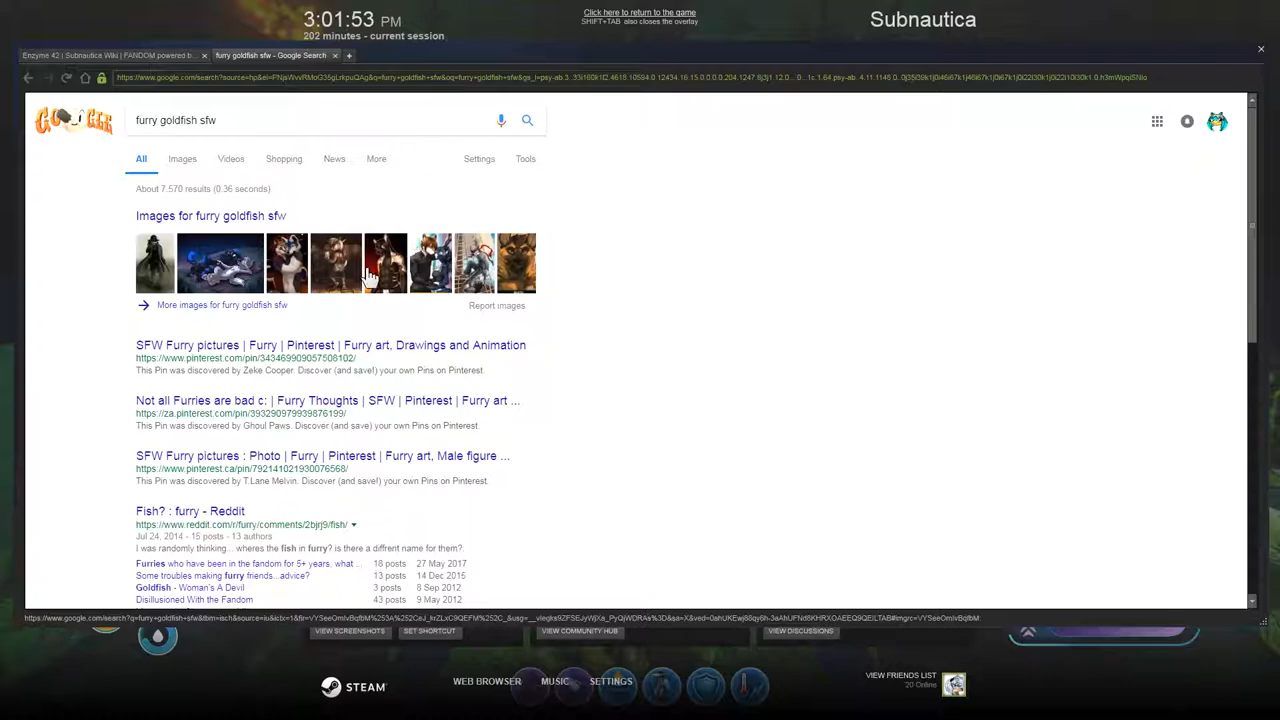 3:01:53 PM
202 minutes - current session
Click here to return to the game
SHIFT+TAB also closes the overlay
Subnautica
Enzyme 42 | Subnautica Wiki | FANDOM powered b...
furry goldfish sfw - Google Search
GOOGLE
furry goldfish sfw
All
Images
Videos
Shopping
News
More
Settings
Tools
About 7.570 results (0.36 seconds)
Images for furry goldfish sfw
More images for furry goldfish sfw
Report images
SFW Furry pictures | Furry | Pinterest | Furry art, Drawings and Animation
https://www.pinterest.com/pin/343469909057508102/
This Pin was discovered by Zeke Cooper. Discover (and save!) your own Pins on Pinterest.
Not all Furries are bad c: | Furry Thoughts | SFW | Pinterest | Furry art ...
https://za.pinterest.com/pin/393290979939876199/
This Pin was discovered by Ghoul Paws. Discover (and save) your own Pins on Pinterest.
SFW Furry pictures : Photo | Furry | Pinterest | Furry art, Male figure ...
https://www.pinterest.ca/pin/792141021930076568/
This Pin was discovered by T.Lane Melvin. Discover (and save!) your own Pins on Pinterest.
Fish? : furry - Reddit
https://www.reddit.com/r/furry/comments/2bjrj9/fish/
Jul 24, 2014 - 15 posts - 13 authors
I was randomly thinking... wheres the fish in furry? is there a diffrent name for them?.
Furries who have been in the fandom for 5+ years, what ... 18 posts 27 May 2017
Some troubles making furry friends...advice? 13 posts 14 Dec 2015
Goldfish - Woman's A Devil 3 posts 8 Sep 2012
Disillusioned With the Fandom 43 posts 9 May 2012
VIEW SCREENSHOTS
SET SHORTCUT
VIEW COMMUNITY HUB
VIEW DISCUSSIONS
STEAM
WEB BROWSER
MUSIC
SETTINGS
VIEW FRIENDS LIST
20 Online